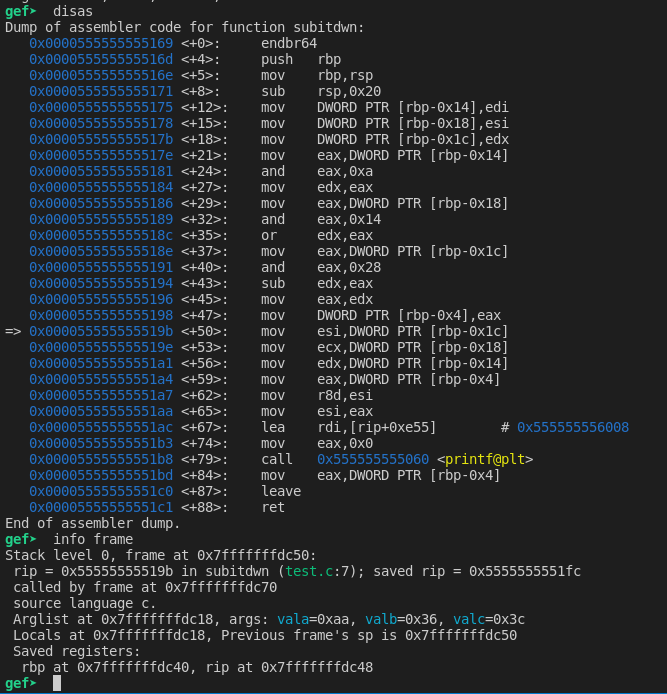 gef➤  disas
Dump of assembler code for function subitdwn:
   0x0000555555555169 <+0>:     endbr64
   0x000055555555516d <+4>:     push   rbp
   0x000055555555516e <+5>:     mov    rbp,rsp
   0x0000555555555171 <+8>:     sub    rsp,0x20
   0x0000555555555175 <+12>:    mov    DWORD PTR [rbp-0x14],edi
   0x0000555555555178 <+15>:    mov    DWORD PTR [rbp-0x18],esi
   0x000055555555517b <+18>:    mov    DWORD PTR [rbp-0x1c],edx
   0x000055555555517e <+21>:    mov    eax,DWORD PTR [rbp-0x14]
   0x0000555555555181 <+24>:    and    eax,0xa
   0x0000555555555184 <+27>:    mov    edx,eax
   0x0000555555555186 <+29>:    mov    eax,DWORD PTR [rbp-0x18]
   0x0000555555555189 <+32>:    and    eax,0x14
   0x000055555555518c <+35>:    or     edx,eax
   0x000055555555518e <+37>:    mov    eax,DWORD PTR [rbp-0x1c]
   0x0000555555555191 <+40>:    and    eax,0x28
   0x0000555555555194 <+43>:    sub    edx,eax
   0x0000555555555196 <+45>:    mov    eax,edx
   0x0000555555555198 <+47>:    mov    DWORD PTR [rbp-0x4],eax
=> 0x000055555555519b <+50>:    mov    esi,DWORD PTR [rbp-0x1c]
   0x000055555555519e <+53>:    mov    ecx,DWORD PTR [rbp-0x18]
   0x00005555555551a1 <+56>:    mov    edx,DWORD PTR [rbp-0x14]
   0x00005555555551a4 <+59>:    mov    eax,DWORD PTR [rbp-0x4]
   0x00005555555551a7 <+62>:    mov    r8d,esi
   0x00005555555551aa <+65>:    mov    esi,eax
   0x00005555555551ac <+67>:    lea    rdi,[rip+0xe55]        # 0x555555556008
   0x00005555555551b3 <+74>:    mov    eax,0x0
   0x00005555555551b8 <+79>:    call   0x555555555060 <printf@plt>
   0x00005555555551bd <+84>:    mov    eax,DWORD PTR [rbp-0x4]
   0x00005555555551c0 <+87>:    leave
   0x00005555555551c1 <+88>:    ret
End of assembler dump.
gef➤  info frame
Stack level 0, frame at 0x7fffffffdc50:
 rip = 0x55555555519b in subitdwn (test.c:7); saved rip = 0x5555555551fc
 called by frame at 0x7fffffffdc70
 source language c.
 Arglist at 0x7fffffffdc18, args: vala=0xaa, valb=0x36, valc=0x3c
 Locals at 0x7fffffffdc18, Previous frame's sp is 0x7fffffffdc50
 Saved registers:
  rbp at 0x7fffffffdc40, rip at 0x7fffffffdc48
gef➤